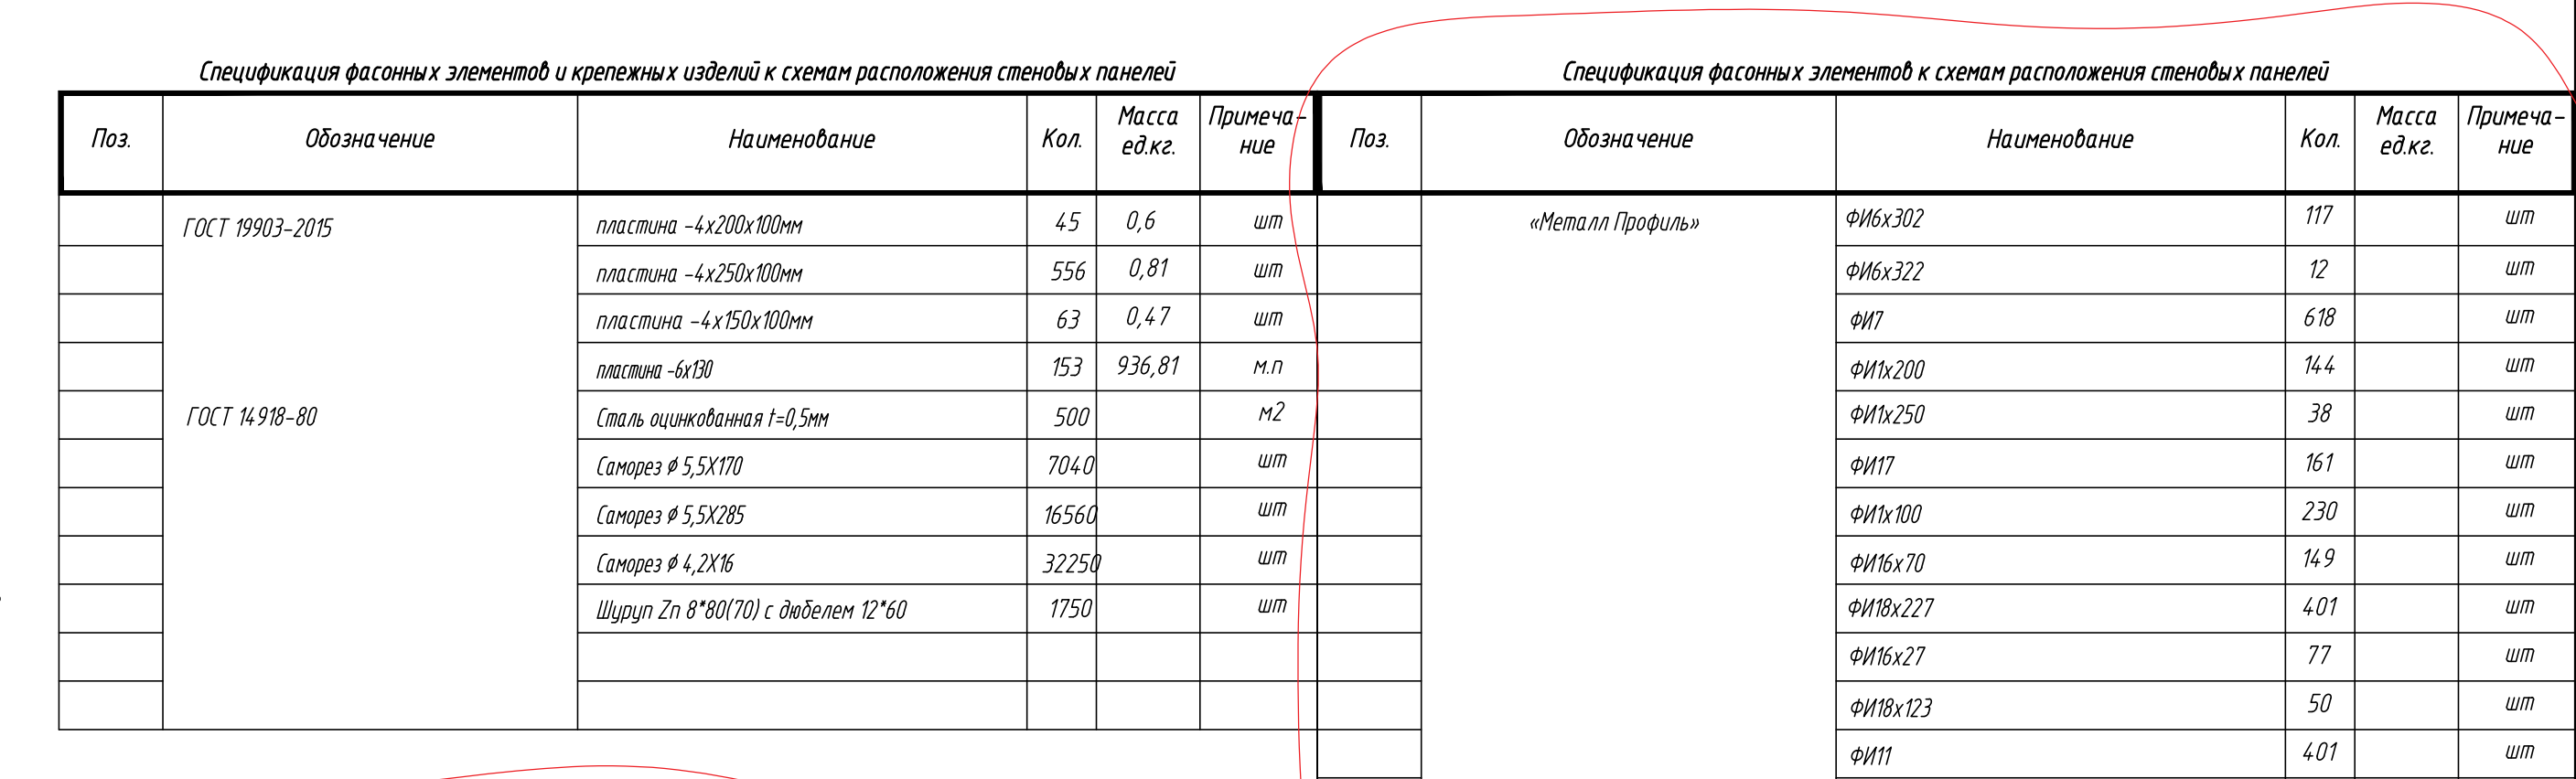 Спецификация фасонных элементов и крепежных изделий к схемам расположения стеновых панелей
Поз. Обозначение Наименование Кол. Масса ед.кг. Примеча-ние
ГОСТ 19903-2015 пластина -4х200х100мм 45 0,6 шт
пластина -4х250х100мм 556 0,81 шт
пластина -4х150х100мм 63 0,47 шт
пластина -6х130 153 936,81 м.п
ГОСТ 14918-80 Сталь оцинкованная t=0,5мм 500 м2
Саморез ϕ 5,5Х170 7040 шт
Саморез ϕ 5,5Х285 16560 шт
Саморез ϕ 4,2Х16 32250 шт
Шуруп Zn 8*80(70) с дюбелем 12*60 1750 шт
Спецификация фасонных элементов к схемам расположения стеновых панелей
Поз. Обозначение Наименование Кол. Масса ед.кг. Примеча-ние
«Металл Профиль» ФИ6х302 117 шт
ФИ6х322 12 шт
ФИ7 618 шт
ФИ1х200 144 шт
ФИ1х250 38 шт
ФИ17 161 шт
ФИ1х100 230 шт
ФИ16х70 149 шт
ФИ18х227 401 шт
ФИ16х27 77 шт
ФИ18х123 50 шт
ФИ11 401 шт